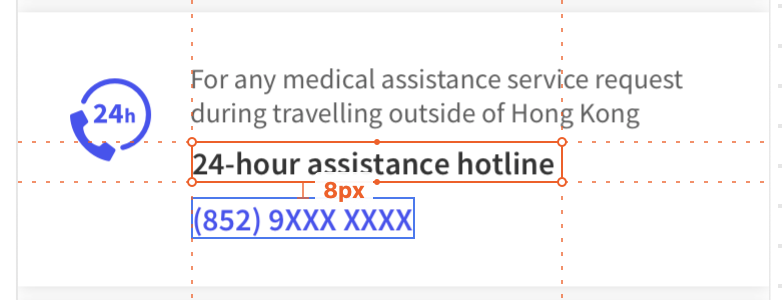 24h
For any medical assistance service request
during travelling outside of Hong Kong
24-hour assistance hotline
8px
(852) 9XXX XXXX